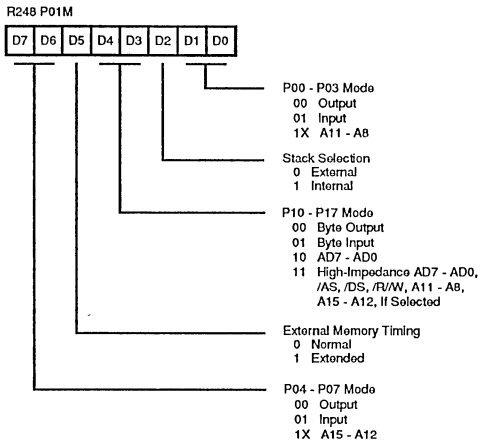 R248 P01M
D7 D6 D5 D4 D3 D2 D1 D0
P00 - P03 Mode
00 Output
01 Input
1X A11 - A8
Stack Selection
0 External
1 Internal
P10 - P17 Mode
00 Byte Output
01 Byte Input
10 AD7 - AD0
11 High-Impedance AD7 - AD0,
/AS, /DS, /R//W, A11 - A8,
A15 - A12, If Selected
External Memory Timing
0 Normal
1 Extended
P04 - P07 Mode
00 Output
01 Input
1X A15 - A12